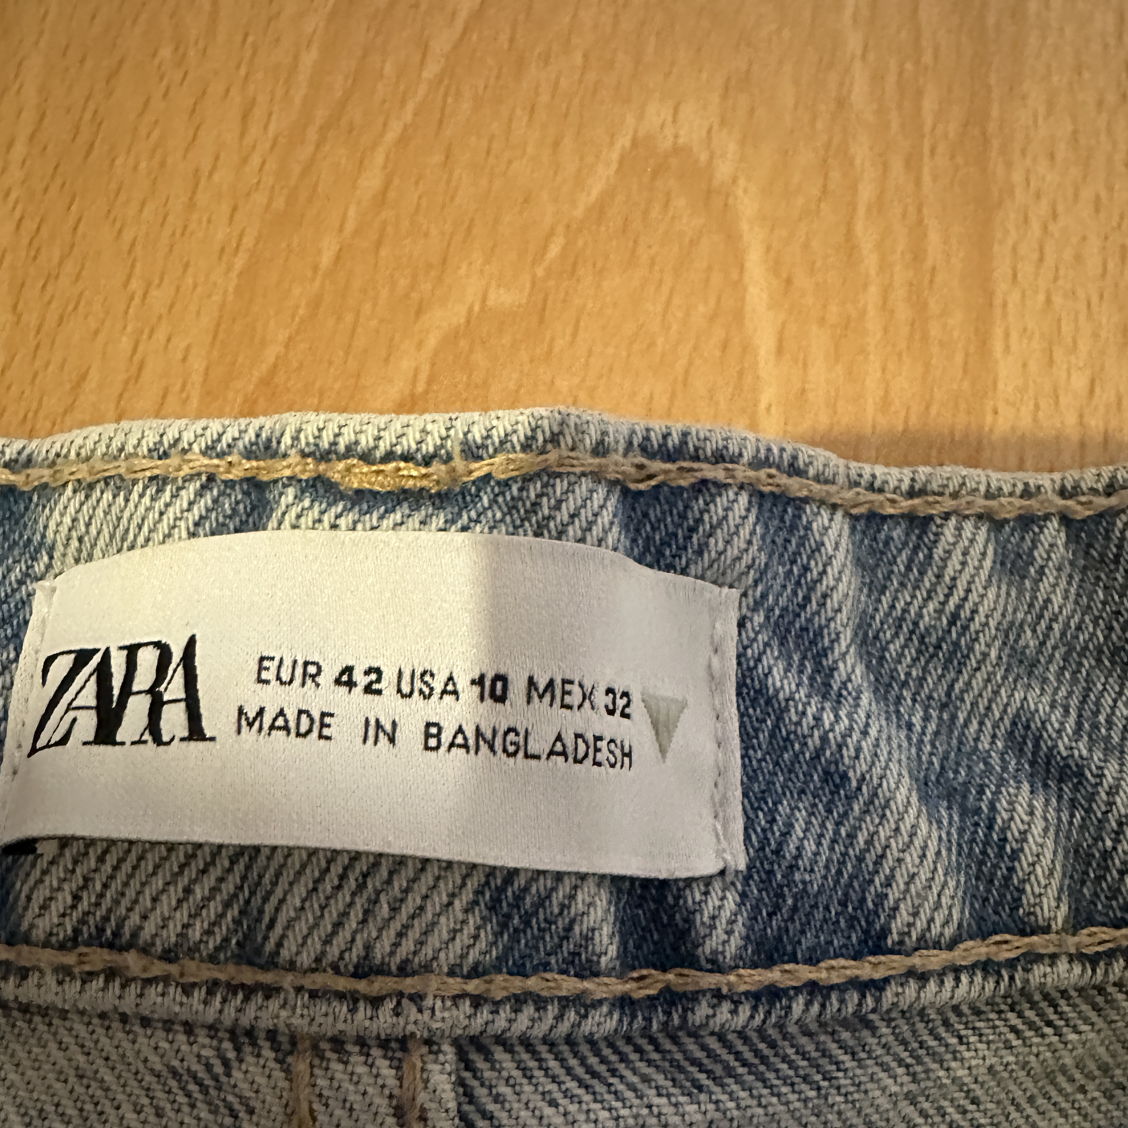 ZARA
EUR 42 USA 10 MEX 32
MADE IN BANGLADESH